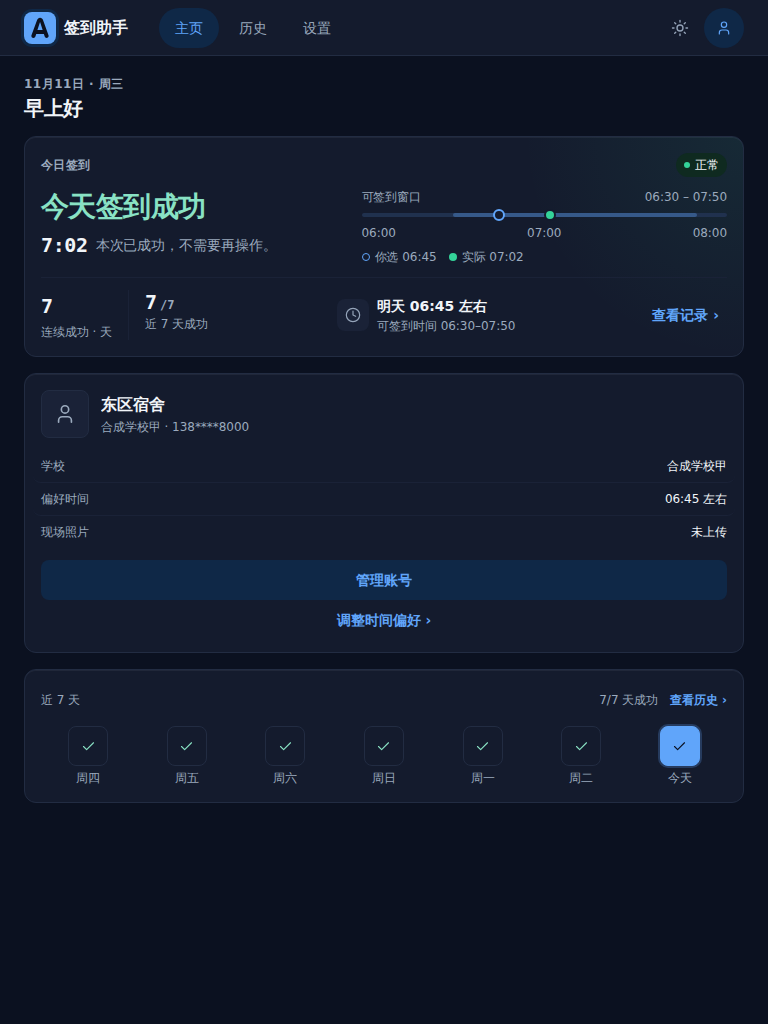 A 签到助手 主页 历史 设置
11月11日 · 周三
早上好
今日签到 正常
今天签到成功
7:02 本次已成功，不需要再操作。
可签到窗口 06:30 – 07:50
06:00 07:00 08:00
你选 06:45 实际 07:02
7
连续成功 · 天
7 /7
近 7 天成功
明天 06:45 左右
可签到时间 06:30–07:50
查看记录 ›
东区宿舍
合成学校甲 · 138****8000
学校 合成学校甲
偏好时间 06:45 左右
现场照片 未上传
管理账号
调整时间偏好 ›
近 7 天 7/7 天成功 查看历史 ›
周四 周五 周六 周日 周一 周二 今天